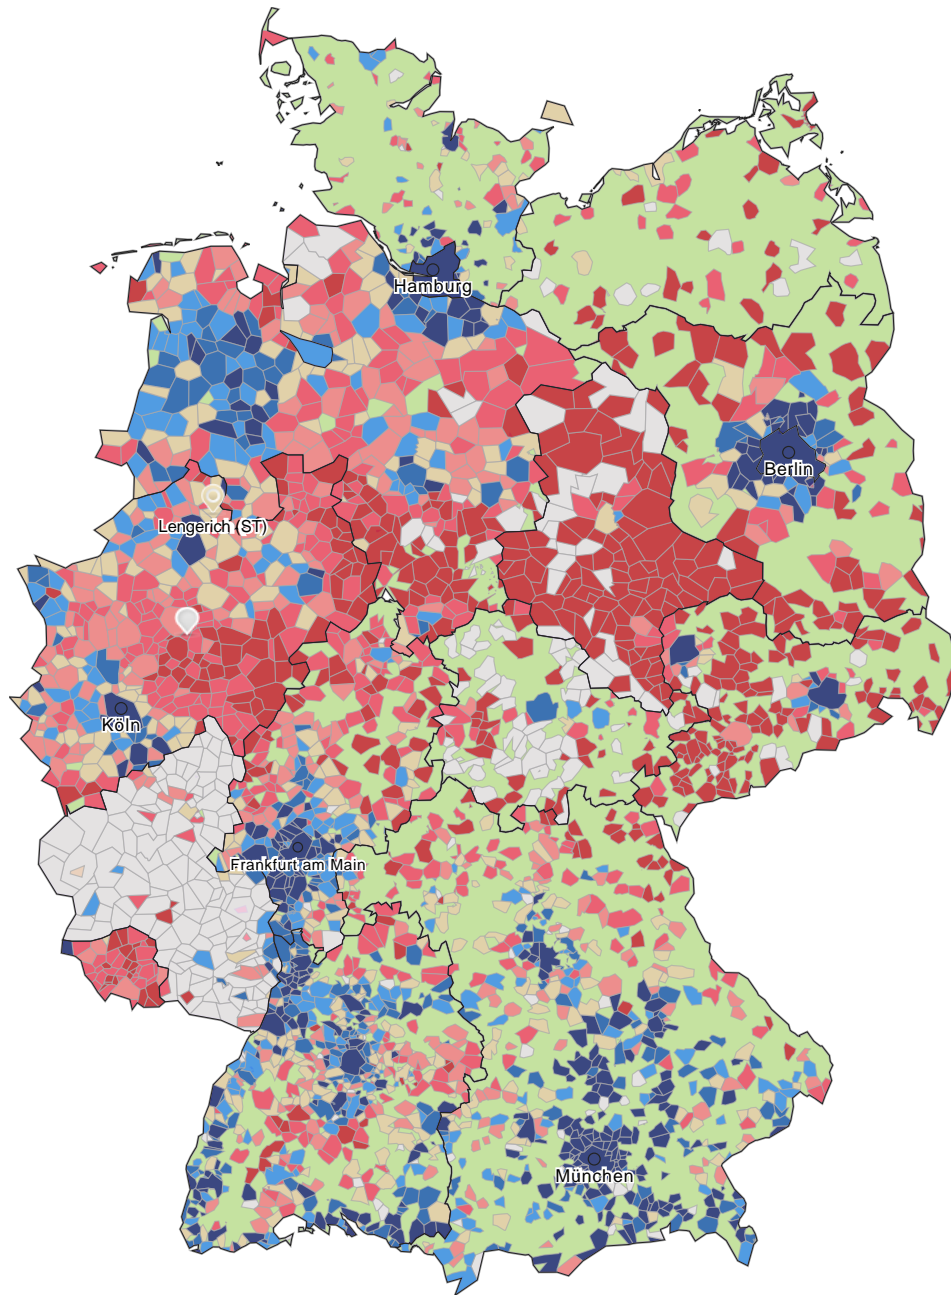 Hamburg
Berlin
Lengerich (ST)
Köln
Frankfurt am Main
München